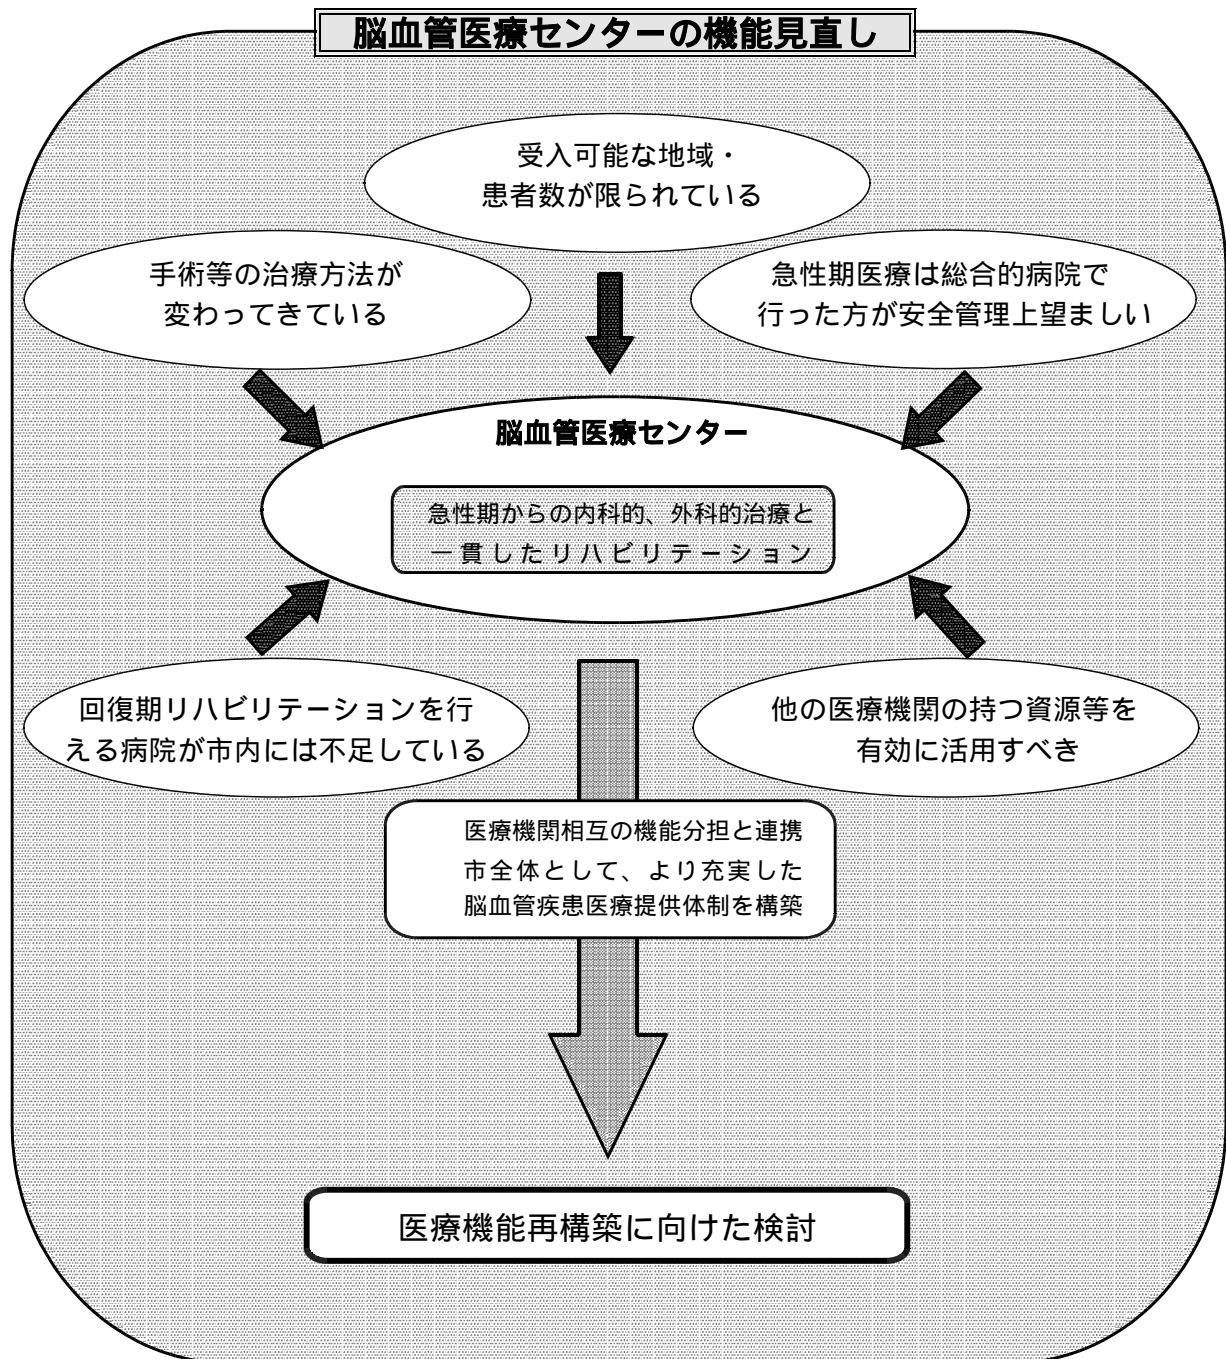 脳血管医療センターの機能見直し
受入可能な地域・
患者数が限られている
手術等の治療方法が
変わってきている
急性期医療は総合的病院で
行った方が安全管理上望ましい
脳血管医療センター
急性期からの内科的、外科的治療と
一貫したリハビリテーション
回復期リハビリテーションを行
える病院が市内には不足している
他の医療機関の持つ資源等を
有効に活用すべき
医療機関相互の機能分担と連携
市全体として、より充実した
脳血管疾患医療提供体制を構築
医療機能再構築に向けた検討